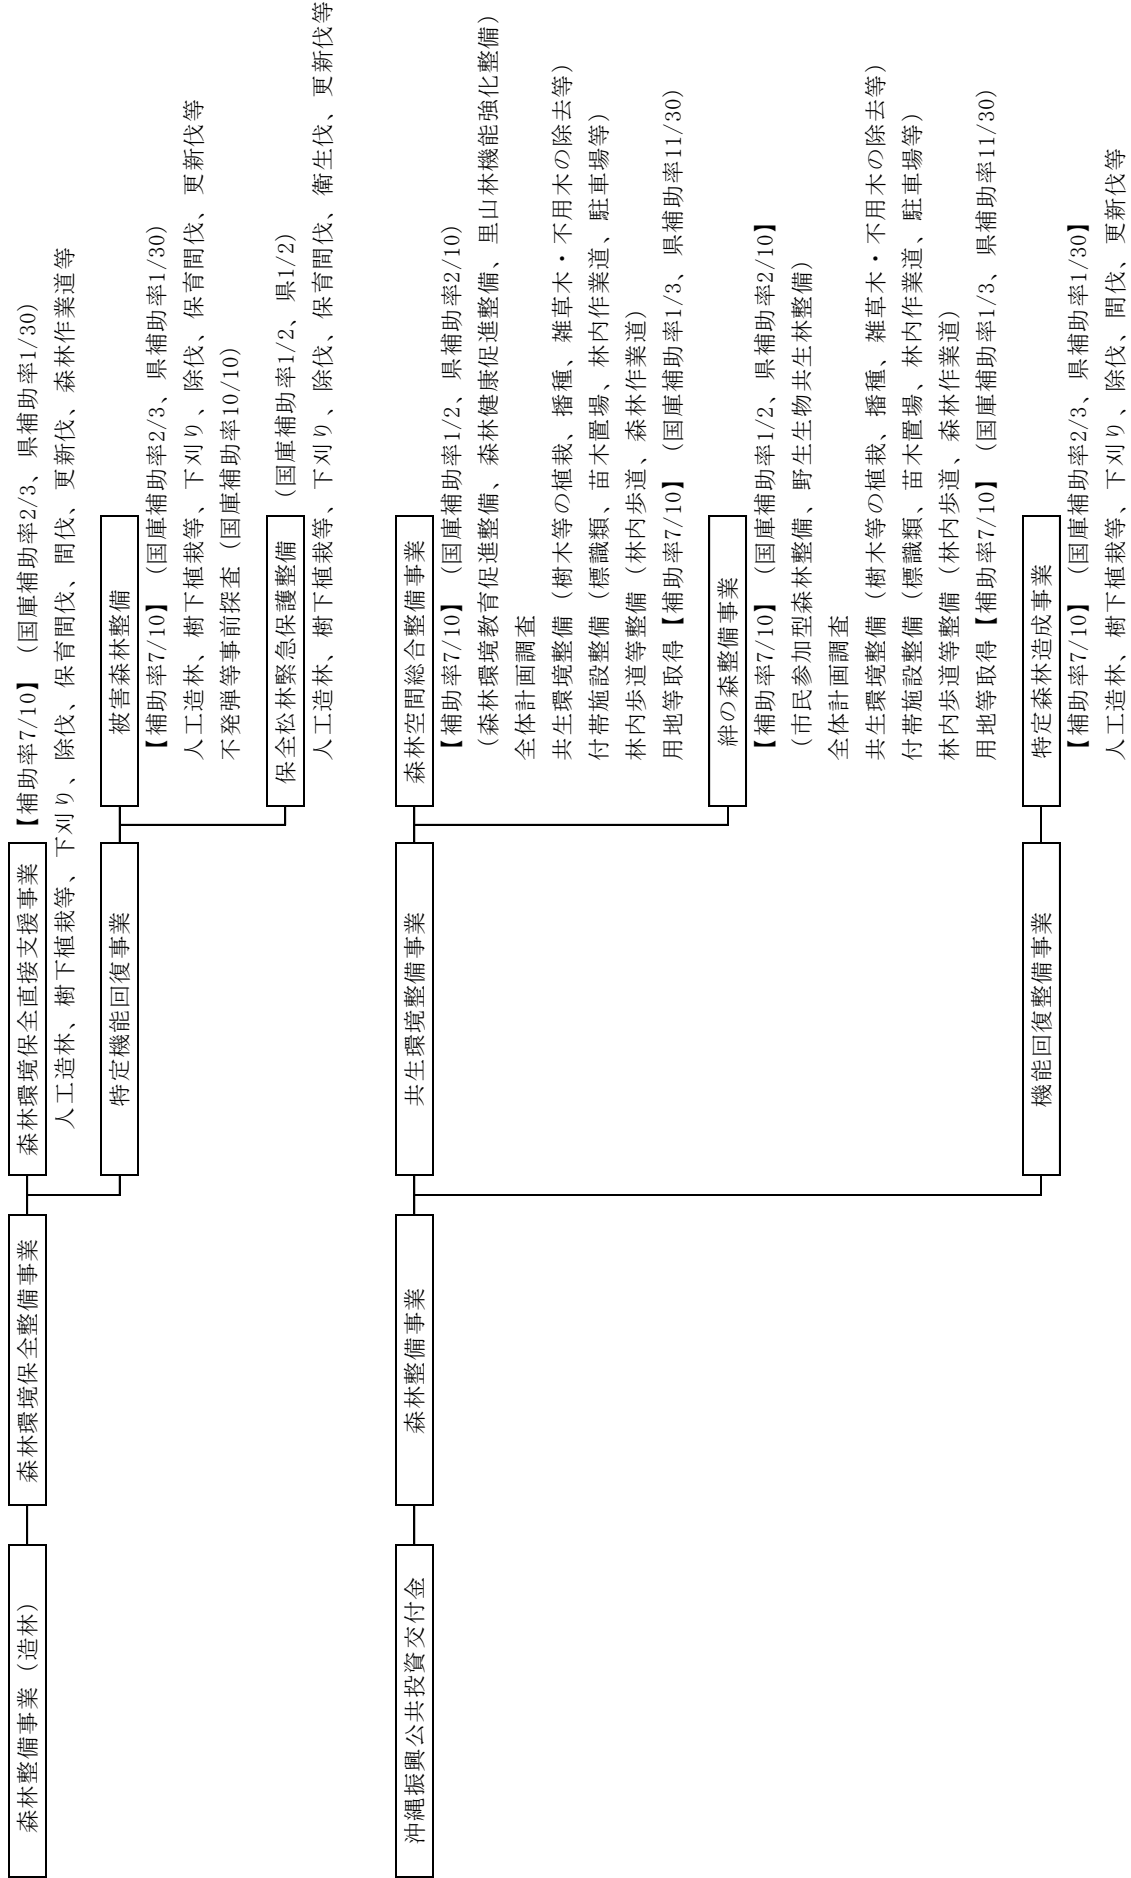 森林整備事業（造林）
森林環境保全整備事業
森林環境保全直接支援事業
【補助率7/10】（国庫補助率2/3、県補助率1/30）
人工造林、樹下植栽等、下刈り、除伐、保育間伐、間伐、更新伐、森林作業道等
特定機能回復事業
被害森林整備
【補助率7/10】（国庫補助率2/3、県補助率1/30）
人工造林、樹下植栽等、下刈り、除伐、保育間伐、更新伐等
不発弾等事前探査（国庫補助率10/10）
保全松林緊急保護整備
（国庫補助率1/2、県1/2）
人工造林、樹下植栽等、下刈り、除伐、保育間伐、衛生伐、更新伐等
沖縄振興公共投資交付金
森林整備事業
共生環境整備事業
森林空間総合整備事業
【補助率7/10】（国庫補助率1/2、県補助率2/10）
（森林環境教育促進整備、森林健康促進整備、里山林機能強化整備）
全体計画調査
共生環境整備（樹木等の植栽、播種、雑草木・不用木の除去等）
付帯施設整備（標識類、苗木置場、林内作業道、駐車場等）
林内歩道等整備（林内歩道、森林作業道）
用地等取得【補助率7/10】（国庫補助率1/3、県補助率11/30）
絆の森整備事業
【補助率7/10】（国庫補助率1/2、県補助率2/10】
（市民参加型森林整備、野生生物共生林整備）
全体計画調査
共生環境整備（樹木等の植栽、播種、雑草木・不用木の除去等）
付帯施設整備（標識類、苗木置場、林内作業道、駐車場等）
林内歩道等整備（林内歩道、森林作業道）
用地等取得【補助率7/10】（国庫補助率1/3、県補助率11/30）
機能回復整備事業
特定森林造成事業
【補助率7/10】（国庫補助率2/3、県補助率1/30】
人工造林、樹下植栽等、下刈り、除伐、間伐、更新伐等